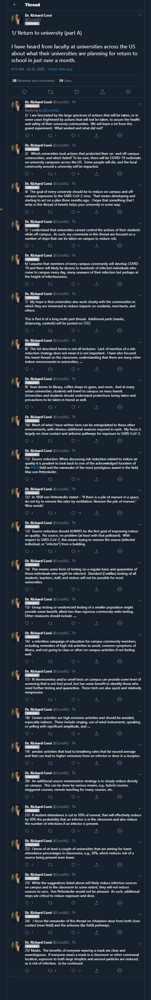 Thread
Dr. Richard Corsi
@CorsIAQ
Unknown
1/ Return to university (part A)
I have heard from faculty at universities across the US
about what their universities are planning for return to
school in just over a month.
4:13 AM · Jul 22, 2020 · Twitter Web App
20 Retweets and comments 24 Likes
Dr. Richard Corsi @CorsIAQ · 7h
Unknown
Replying to @CorsIAQ
2/ I am fascinated by the large spectrum of actions that will be taken, or in
some cases frightened by actions that will not be taken, to assure the health
and safety of their university communities. We will learn a lot from this
grand experiment. What worked and what did not?
1 1 5
Dr. Richard Corsi @CorsIAQ · 7h
Unknown
3/ Which universities took actions that protected their on- and off-campus
communities, and which failed? To be sure, there will be COVID-19 outbreaks
on university campuses across the US. Some people will die, and the local
community around a university will be impacted.
1 2 6
Dr. Richard Corsi @CorsIAQ · 7h
Unknown
4/ The goal of every university should be to reduce on-campus and off-
campus exposures to the SARS-CoV-2 virus. That means developing and
starting to act on a plan three months ago. I hope that something that I
write in this thread of tweets helps your university in some way.
1 4
Dr. Richard Corsi @CorsIAQ · 7h
Unknown
5/ I understand that universities cannot control the actions of their students
while off-campus. As such, my comments in this thread are focused on a
number of steps that can be taken on campus to reduce risk.
1 3
Dr. Richard Corsi @CorsIAQ · 7h
Unknown
6/ I assume that members of every campus community will develop COVID-
19 and there will likely be dozens to hundreds of infected individuals who
come to campus every day, many unaware of their infection but perhaps at
the height of infectiousness.
1 3
Dr. Richard Corsi @CorsIAQ · 7h
Unknown
7/ My hope is that universities also work closely with the communities in
which they are immersed to reduce impacts on residents, merchants, and
others.
This is Part A of a long multi-part thread. Additional parts (masks,
distancing, controls) will be posted on 7/22.
1 3
Dr. Richard Corsi @CorsIAQ · 7h
Unknown
8/ This list described herein is not all-inclusive. Lack of mention of a risk-
reduction strategy does not mean it is not important. I have also focused
this tweet thread on the classroom, understanding that there are many other
indoor environments in universities, ....
1 2
Dr. Richard Corsi @CorsIAQ · 7h
Unknown
9/ from dorms to library, coffee shops to gyms, and more. And at many
urban universities, students will travel to campus on mass transit.
Universities and students should understand protections being taken and
precautions to be taken in transit as well.
1 2 2
Dr. Richard Corsi @CorsIAQ · 7h
Unknown
10/ Much of what I have written here can be extrapolated to these other
environments, with obvious additional nuances required in each. My focus is
largely on close contact and airborne pathways for exposure to SARS-CoV-2.
1 1
Dr. Richard Corsi @CorsIAQ · 7h
Unknown
11/ Source reduction. When discussing risk reduction related to indoor air
quality it is prudent to look back to one of the acknowledged founders of
the #IAQ field and the namesake of the most prestigious award in the field,
Max von Pettenkofer.
1 5
Dr. Richard Corsi @CorsIAQ · 7h
Unknown
12/ In 1858 von Pettenkofer stated - "If there is a pile of manure in a space,
do not try to remove the odor by ventilation. Remove the pile of manure."
Wise words!
3 6 15
Dr. Richard Corsi @CorsIAQ · 7h
Unknown
13/ Source reduction should ALWAYS be the first goal of improving indoor
air quality. No source, no problem (at least with that pollutant). With
respect to SARS-CoV-2, this means trying to remove the source (infected
individual, or "infector") from a building.
1 1 6
Dr. Richard Corsi @CorsIAQ · 7h
Unknown
14/ This means some form of testing on a regular basis and quarantine of
those individuals who might be infected. Standard (Cadillac) testing of all
students, teachers, staff, and visitors will not be possible for most
universities.
1 2
Dr. Richard Corsi @CorsIAQ · 7h
Unknown
15/ Group testing or randomized testing of a smaller population might
provide some benefit, albeit less than rigorous community-wide testing.
Other measures should include .....
1 1
Dr. Richard Corsi @CorsIAQ · 7h
Unknown
16/ a relentless campaign of education for campus community members,
including reminders of high risk activities to avoid, common symptoms of
illness, and not going to class or other on-campus activities if not feeling
well.
1 2
Dr. Richard Corsi @CorsIAQ · 7h
Unknown
17/ IR thermometry and/or smell tests on campus can provide some level of
screening that is not fool proof, but has some benefit to identify those who
need further testing and quarantine. These tests are also quick and relatively
inexpensive.
1 1 2
Dr. Richard Corsi @CorsIAQ · 7h
Unknown
18/ Certain activities are high emission activities and should be avoided,
especially indoors. These include singing, use of wind instruments, speaking
or yelling with significant amplitude, and ....
1 4
Dr. Richard Corsi @CorsIAQ · 7h
Unknown
19/ aerobic activities that lead to breathing rates that far exceed average
and that can lead to higher emissions from an infector or dose in a receptor.
1 5
Dr. Richard Corsi @CorsIAQ · 7h
Unknown
20/ An additional source minimization strategy is to simply reduce density
on campus. This can be done by various means, e.g., hybrid courses,
staggered courses, remote teaching for many courses, etc.
1 2
Dr. Richard Corsi @CorsIAQ · 7h
Unknown
21/ If student attendance is cut to 50% of normal, that will effectively reduce
by 50% the probability that an infector is in the classroom and also reduce
the number of infections if an infector is present.
1 2
Dr. Richard Corsi @CorsIAQ · 7h
Unknown
22/ I know of at least a couple of universities that are aiming for lower
attendance percentages in classrooms, e.g., 30%, which reduces risk of a
source being present even lower.
1 1
Dr. Richard Corsi @CorsIAQ · 7h
Unknown
23/ While the suggestions listed above will likely reduce infection sources
on campus and in the classroom to some extent, they will not reduce
sources to zero. Von Pettenkofer would not be pleased. As such, additional
steps are critical to reduce exposure and dose.
1
Dr. Richard Corsi @CorsIAQ · 7h
Unknown
24/ I focus the remainder of this thread on inhalation dose from both close
contact (near field) and the airborne (far field) pathways.
1 3
Dr. Richard Corsi @CorsIAQ · 7h
Unknown
25/ Masks. The benefits of everyone wearing a mask are clear and
unambiguous. If everyone wears a mask in a classroom or other communal
location, exposure to both large droplets and aerosol particles are reduced,
as is risk of infection. to be continued.
2 11